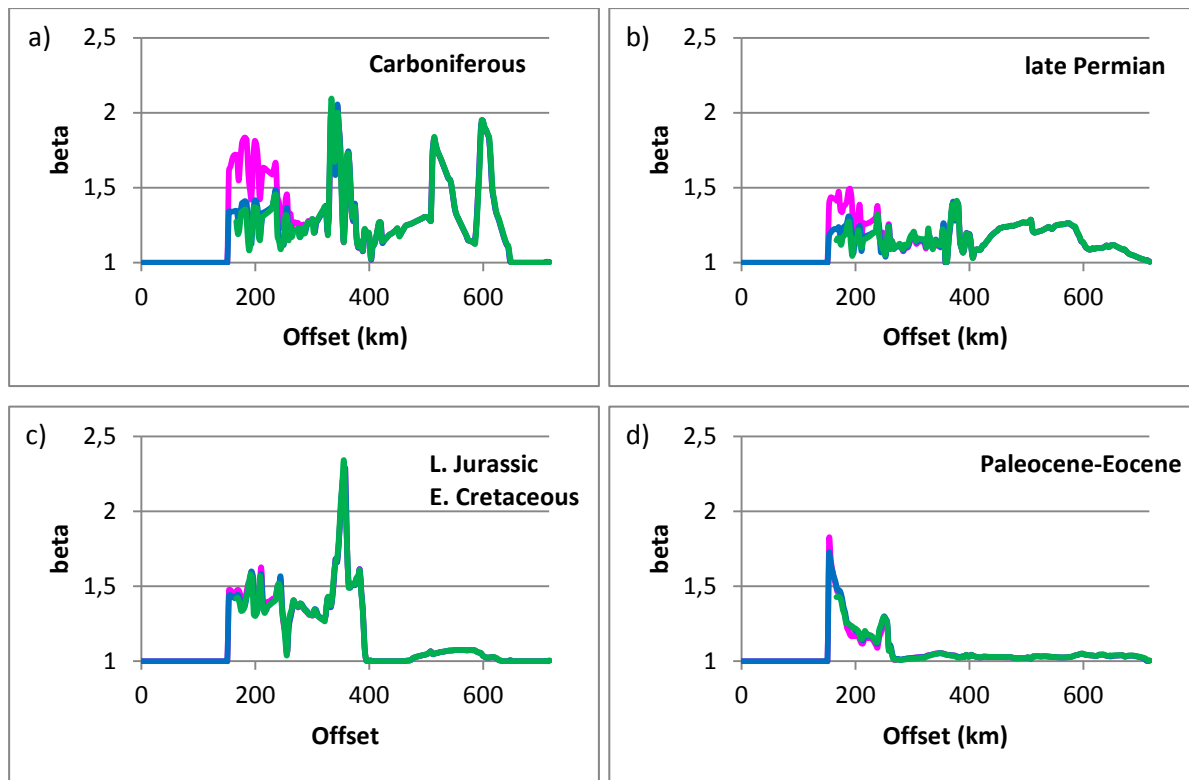 a)
Carboniferous
2,5
2
1,5
1
beta
0 200 400 600
Offset (km)
b)
late Permian
2,5
2
1,5
1
beta
0 200 400 600
Offset (km)
c)
L. Jurassic
E. Cretaceous
2,5
2
1,5
1
beta
0 200 400 600
Offset
d)
Paleocene-Eocene
2,5
2
1,5
1
beta
0 200 400 600
Offset (km)